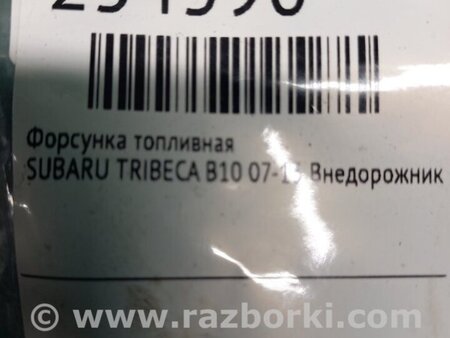 Форсунка топливная
SUBARU TRIBECA B10 07- Внедорожник
© www.razborki.com